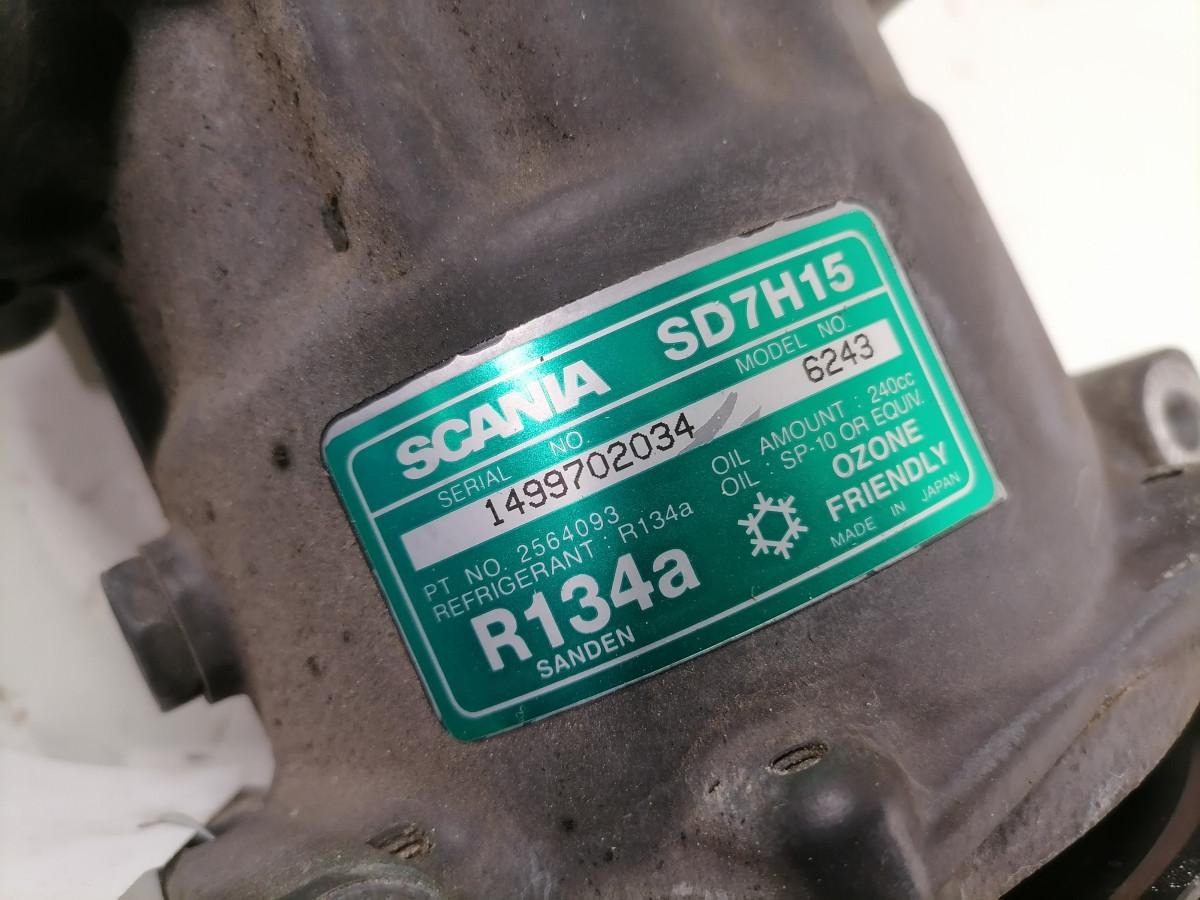 SCANIA SD7H15
SERIAL NO. MODEL NO.
1499702034 6243
PT NO. 2564093 OIL AMOUNT : 240cc
REFRIGERANT : R134a OIL : SP-10 OR EQUIV.
R134a OZONE
FRIENDLY
SANDEN MADE IN JAPAN